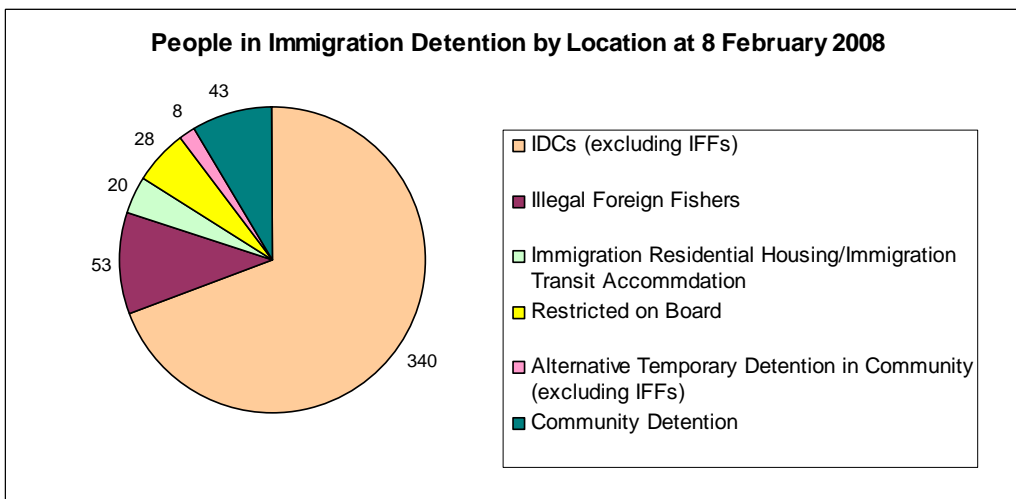 People in Immigration Detention by Location at 8 February 2008
43
8
28
20
53
340
IDCs (excluding IFFs)
Illegal Foreign Fishers
Immigration Residential Housing/Immigration
Transit Accommdation
Restricted on Board
Alternative Temporary Detention in Community
(excluding IFFs)
Community Detention